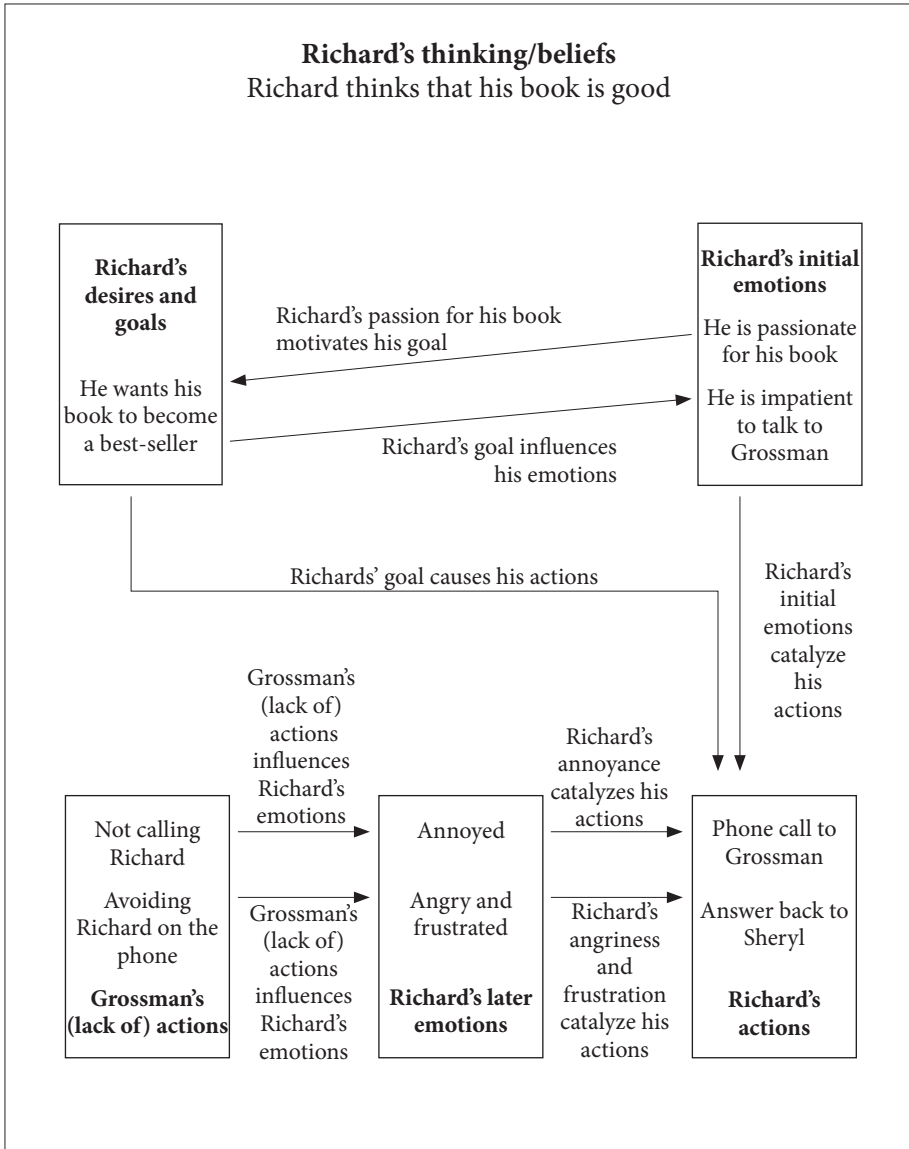 Richard’s thinking/beliefs
Richard thinks that his book is good
Richard’s
desires and
goals
He wants his
book to become
a best-seller
Richard’s passion for his book
motivates his goal
Richard’s goal influences
his emotions
Richard’s initial
emotions
He is passionate
for his book
He is impatient
to talk to
Grossman
Richards’ goal causes his actions
Richard’s
initial
emotions
catalyze
his
actions
Grossman’s
(lack of)
actions
influences
Richard’s
emotions
Richard’s
annoyance
catalyzes his
actions
Not calling
Richard
Avoiding
Richard on the
phone
Grossman’s
(lack of) actions
Grossman’s
(lack of)
actions
influences
Richard’s
emotions
Annoyed
Angry and
frustrated
Richard’s later
emotions
Richard’s
angriness
and
frustration
catalyze his
actions
Phone call to
Grossman
Answer back to
Sheryl
Richard’s
actions